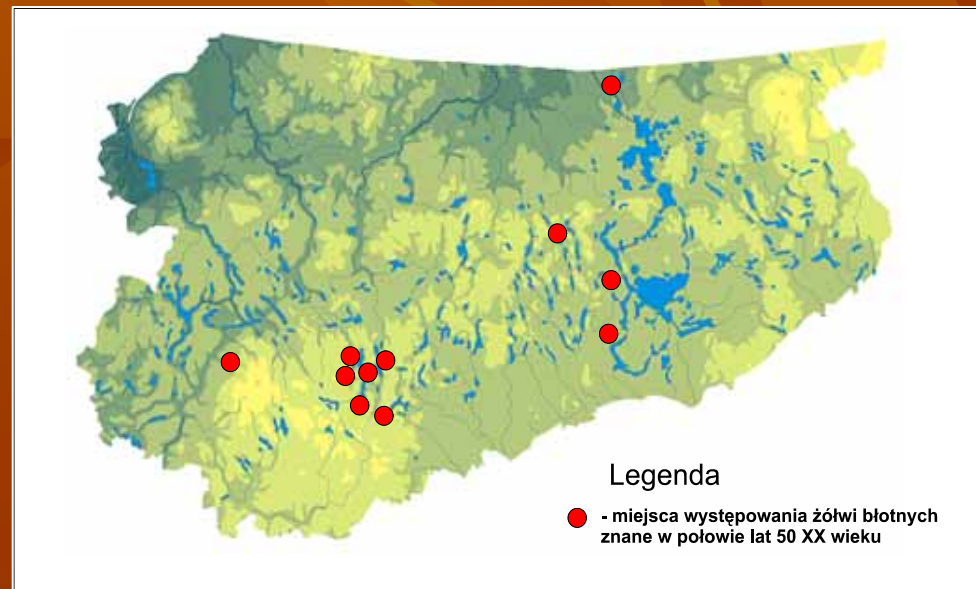 Legenda
- miejsca występowania żółwi błotnych
znane w połowie lat 50 XX wieku